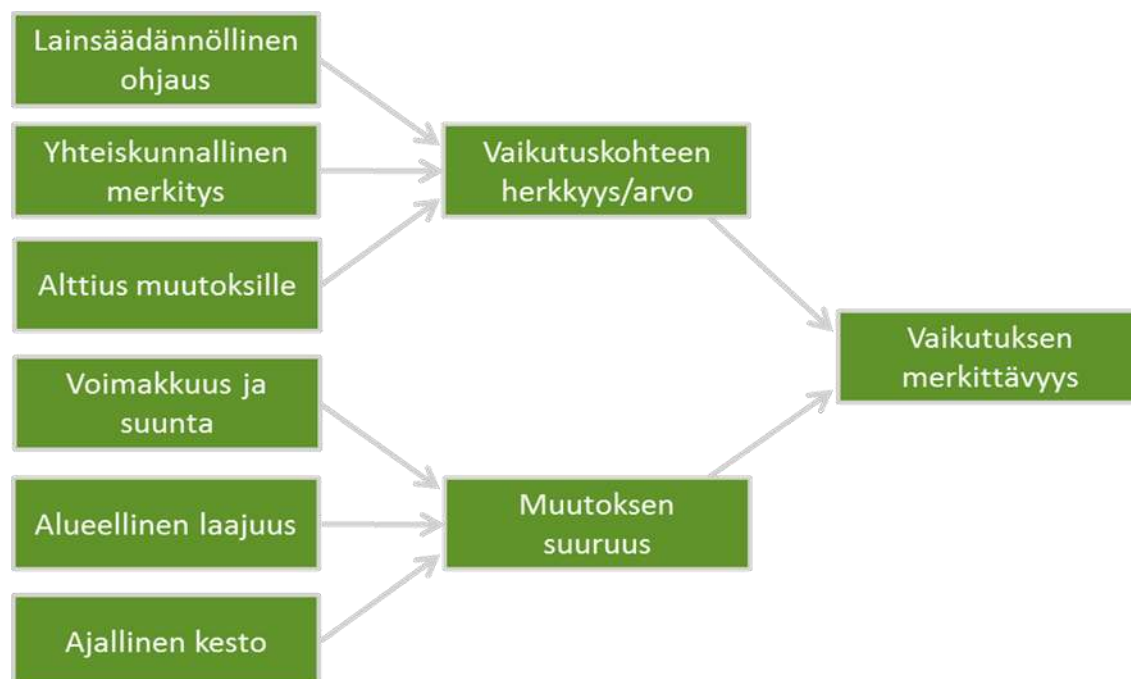 Lainsäädännöllinen
ohjaus
Yhteiskunnallinen
merkitys
Alttius muutoksille
Voimakkuus ja
suunta
Alueellinen laajuus
Ajallinen kesto
Vaikutuskohteen
herkkyys/arvo
Muutoksen
suuruus
Vaikutuksen
merkittävyys